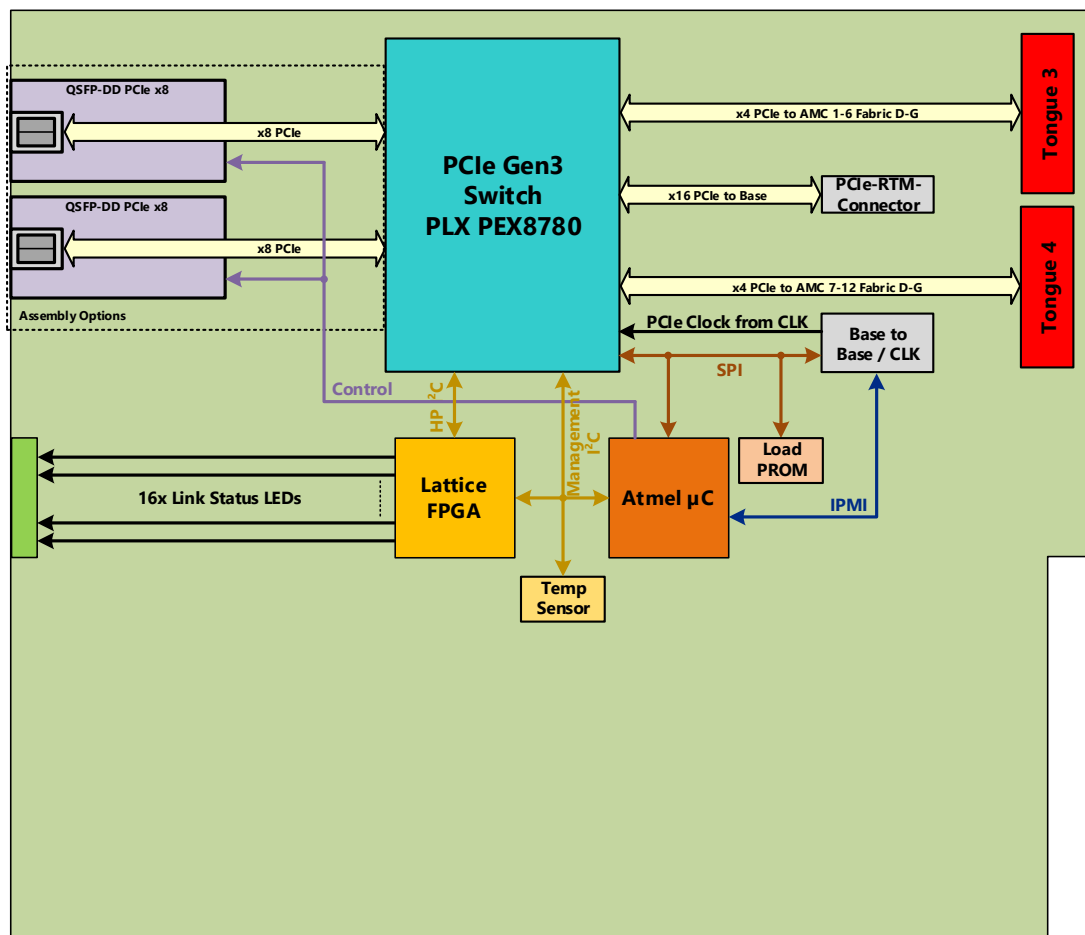 QSFP-DD PCIe x8
x8 PCIe
QSFP-DD PCIe x8
x8 PCIe
Assembly Options
PCIe Gen3
Switch
PLX PEX8780
x4 PCIe to AMC 1-6 Fabric D-G
Tongue 3
x16 PCIe to Base
PCIe-RTM-
Connector
x4 PCIe to AMC 7-12 Fabric D-G
Tongue 4
PCIe Clock from CLK
Base to
Base / CLK
SPI
Control
HP ²C
Management
I²C
Load
PROM
16x Link Status LEDs
Lattice
FPGA
Atmel µC
IPMI
Temp
Sensor